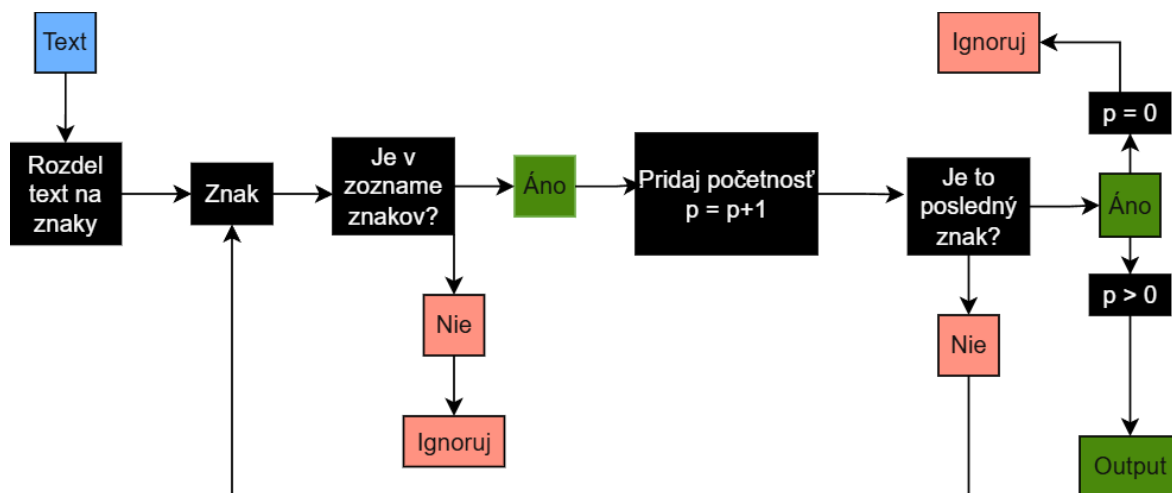 Text
Rozdel
text na
znaky
Znak
Je v
zozname
znakov?
Áno
Nie
Ignoruj
Pridaj početnosť
p = p+1
Je to
posledný
znak?
Nie
Áno
p = 0
Ignoruj
p > 0
Output